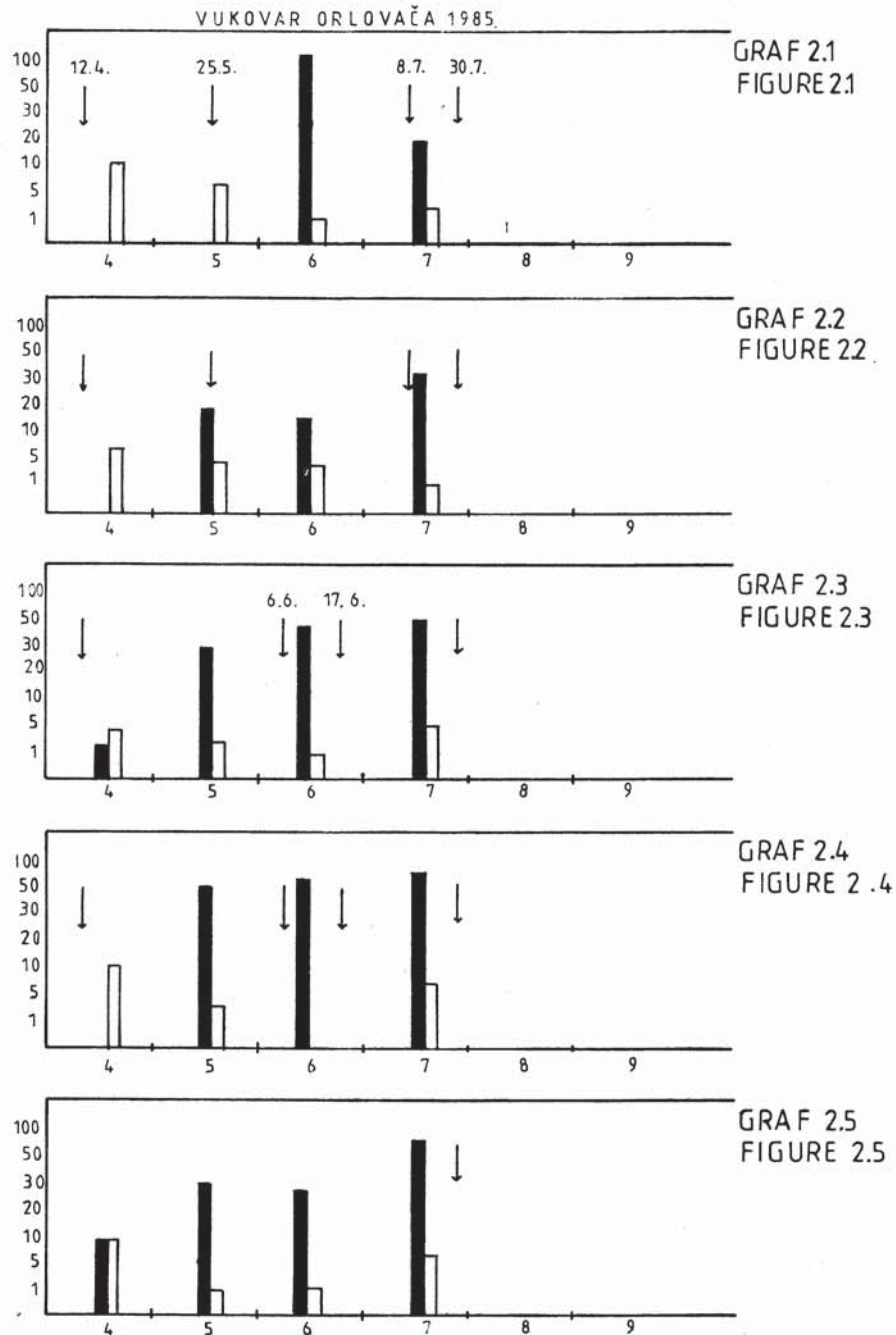 VUKOVAR ORLOVAČA 1985.
GRAF 2.1
FIGURE 2.1
12.4. 25.5. 8.7. 30.7.
100
50
30
20
10
5
1
4 5 6 7 8 9
GRAF 2.2
FIGURE 2.2
100
50
30
20
10
5
1
4 5 6 7 8 9
GRAF 2.3
FIGURE 2.3
6.6. 17.6.
100
50
30
20
10
5
1
4 5 6 7 8 9
GRAF 2.4
FIGURE 2.4
100
50
30
20
10
5
1
4 5 6 7 8 9
GRAF 2.5
FIGURE 2.5
100
50
30
20
10
5
1
4 5 6 7 8 9